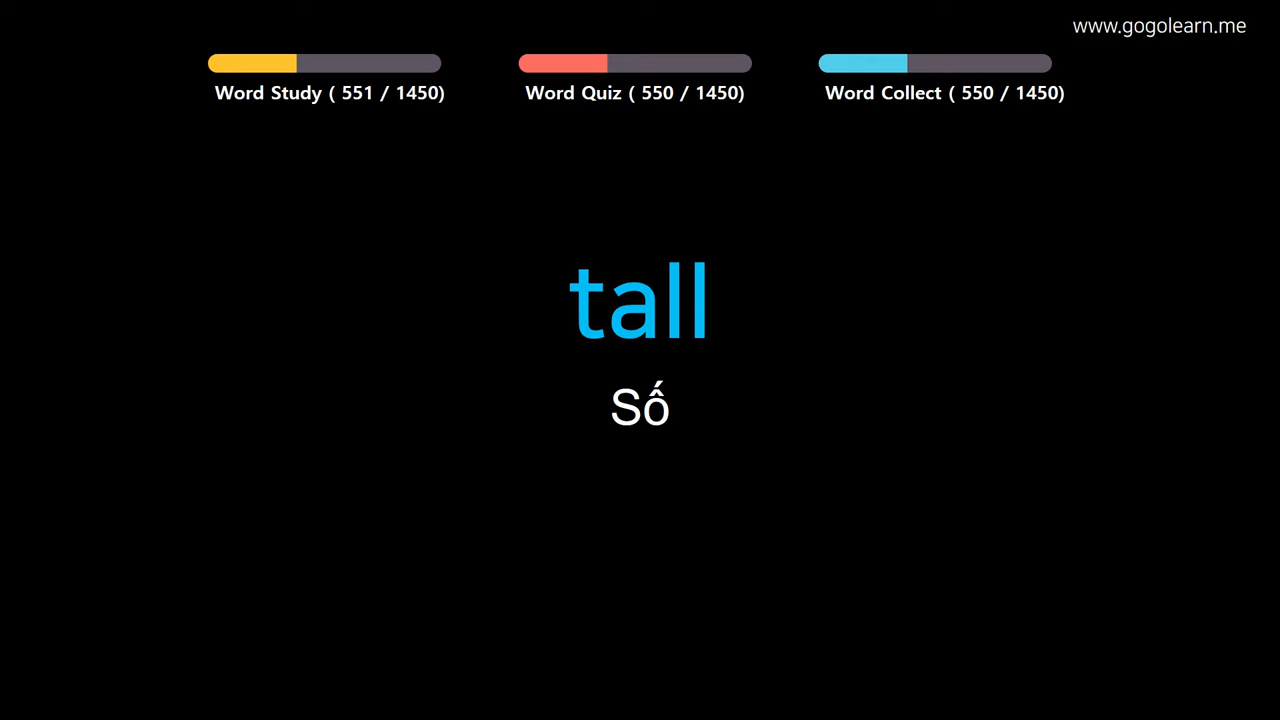 www.gogolearn.me
Word Study ( 551 / 1450)
Word Quiz ( 550 / 1450)
Word Collect ( 550 / 1450)
tall
Số